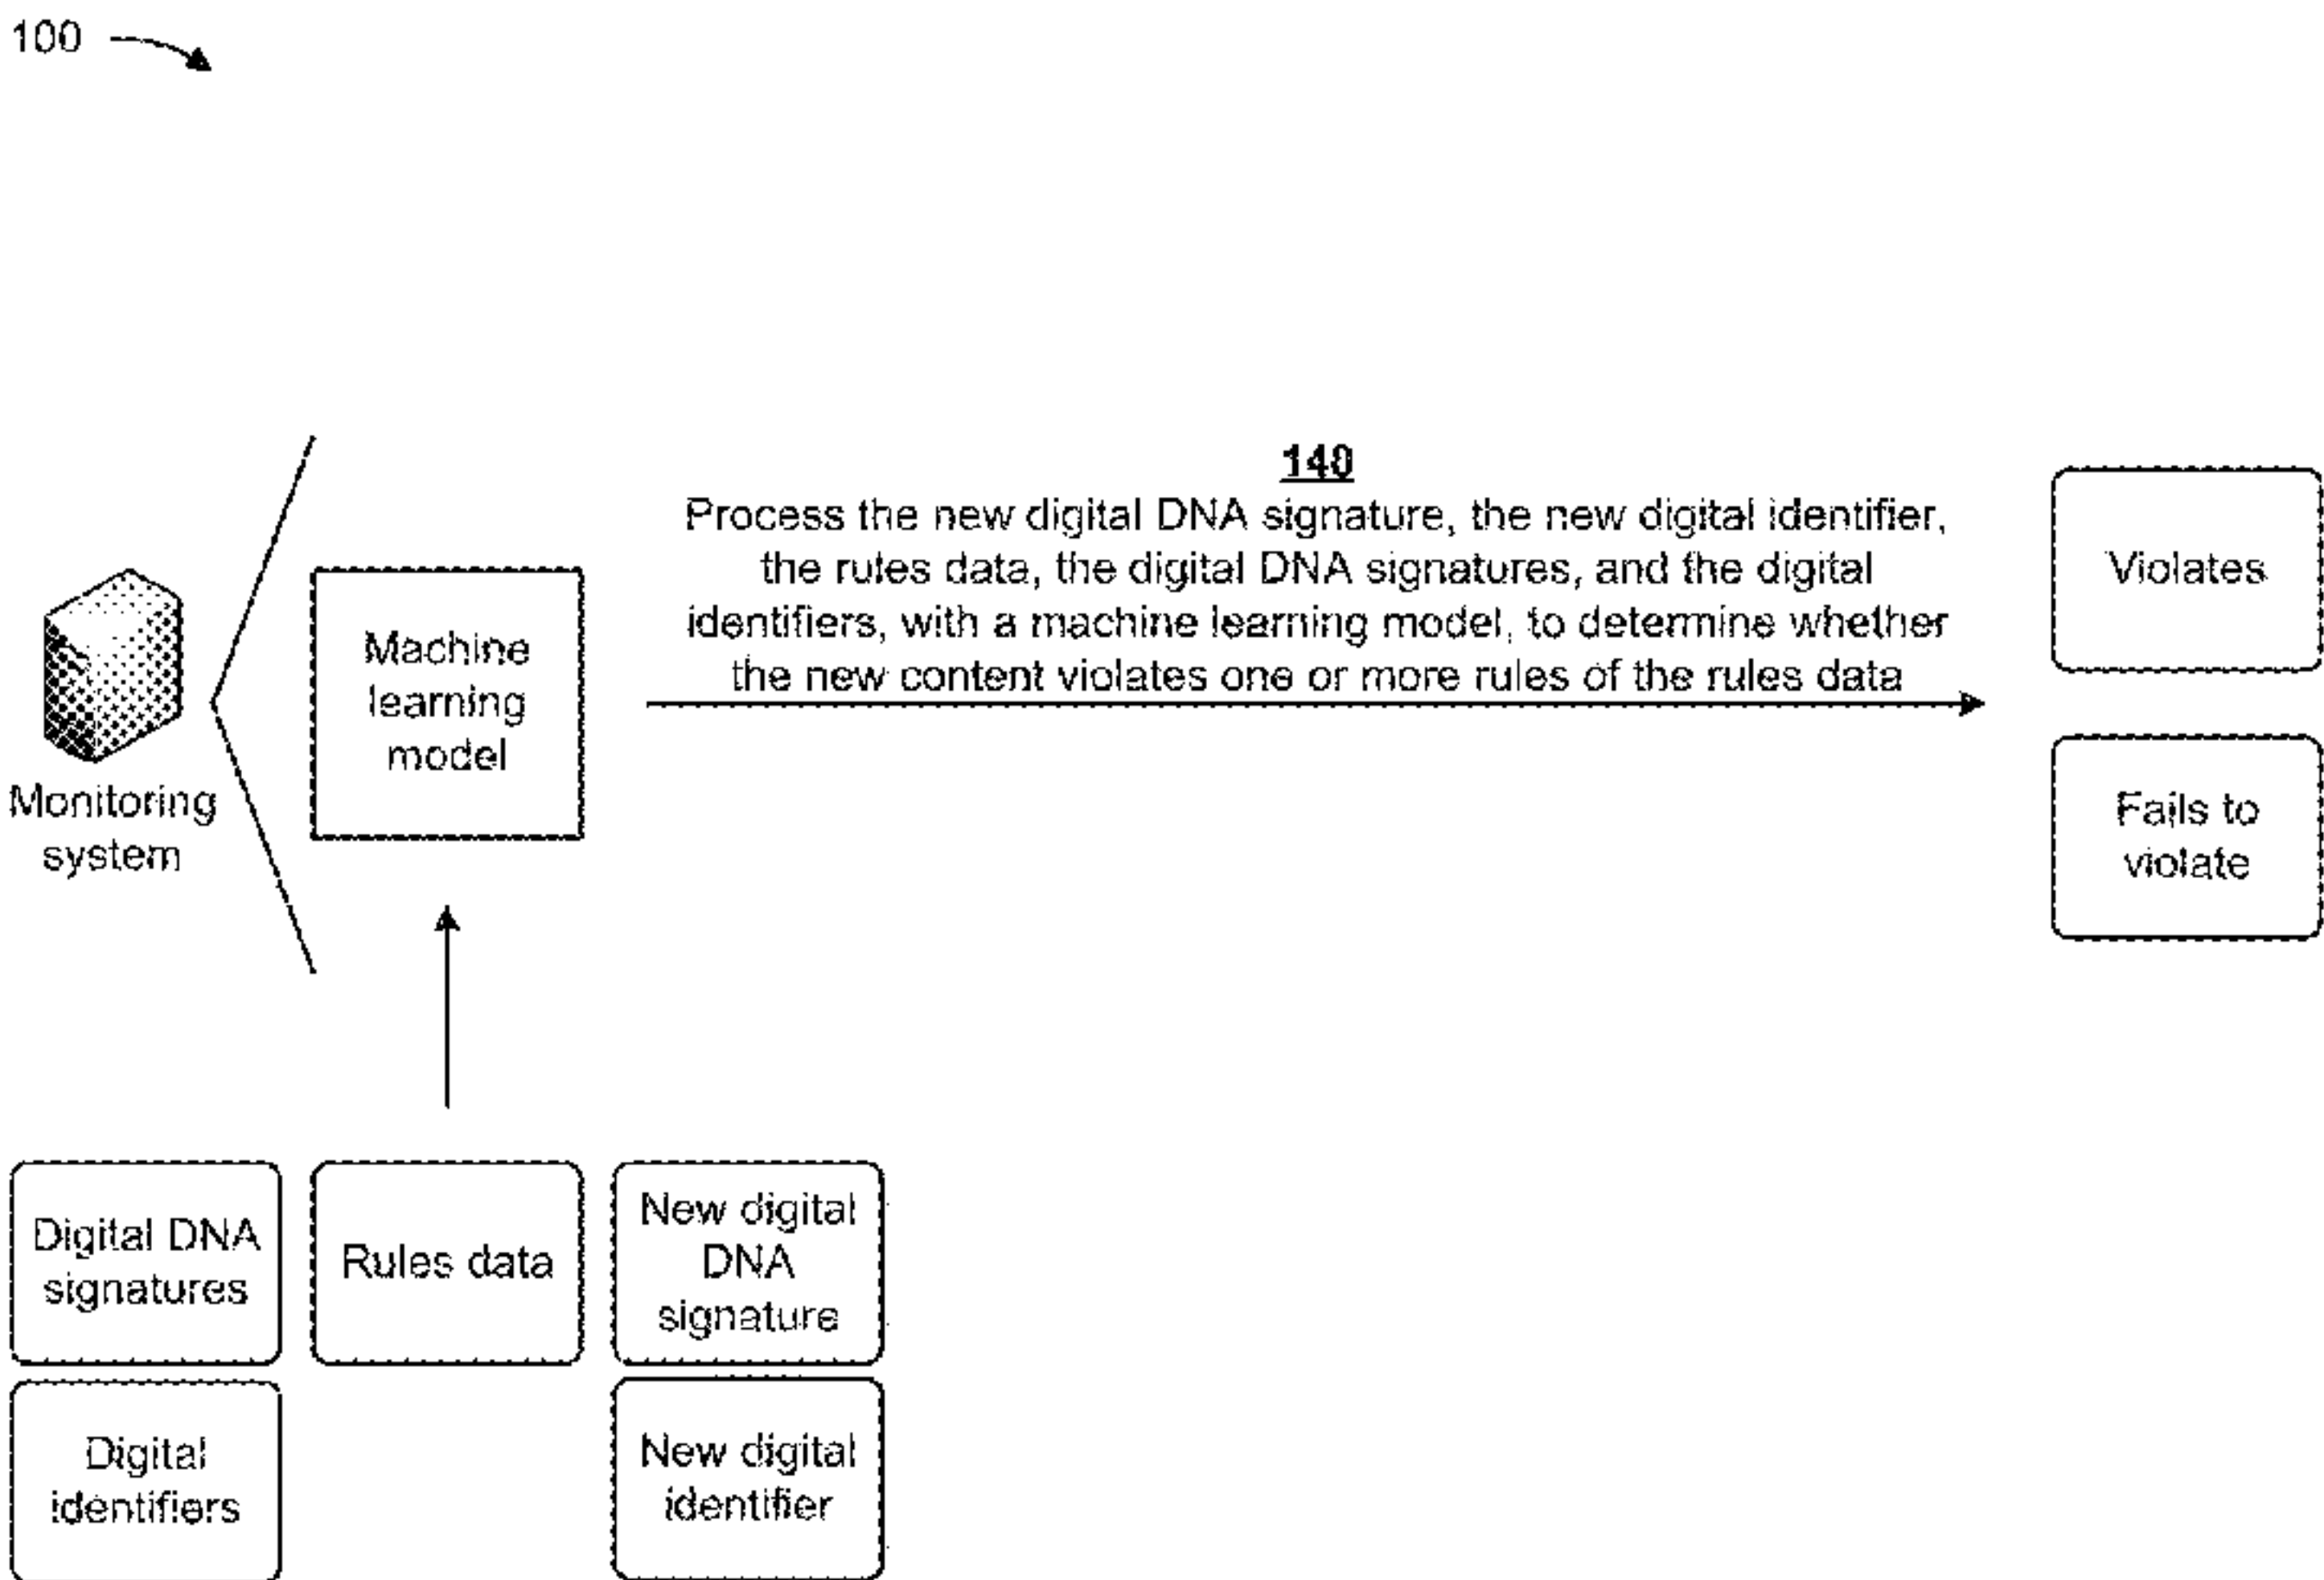 100
140
Process the new digital DNA signature, the new digital identifier,
the rules data, the digital DNA signatures, and the digital
identifiers, with a machine learning model, to determine whether
the new content violates one or more rules of the rules data
Violates
Machine
learning
model
Monitoring
system
Fails to
violate
Digital DNA
signatures
Rules data
New digital
DNA
signature
Digital
identifiers
New digital
identifier